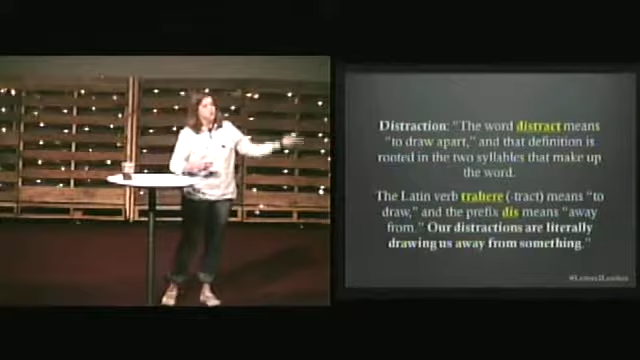 Distraction: "The word distract means
"to draw apart," and that definition is
rooted in the two syllables that make up
the word.
The Latin verb trahere (-tract) means "to
draw," and the prefix dis means "away
from." Our distractions are literally
drawing us away from something."